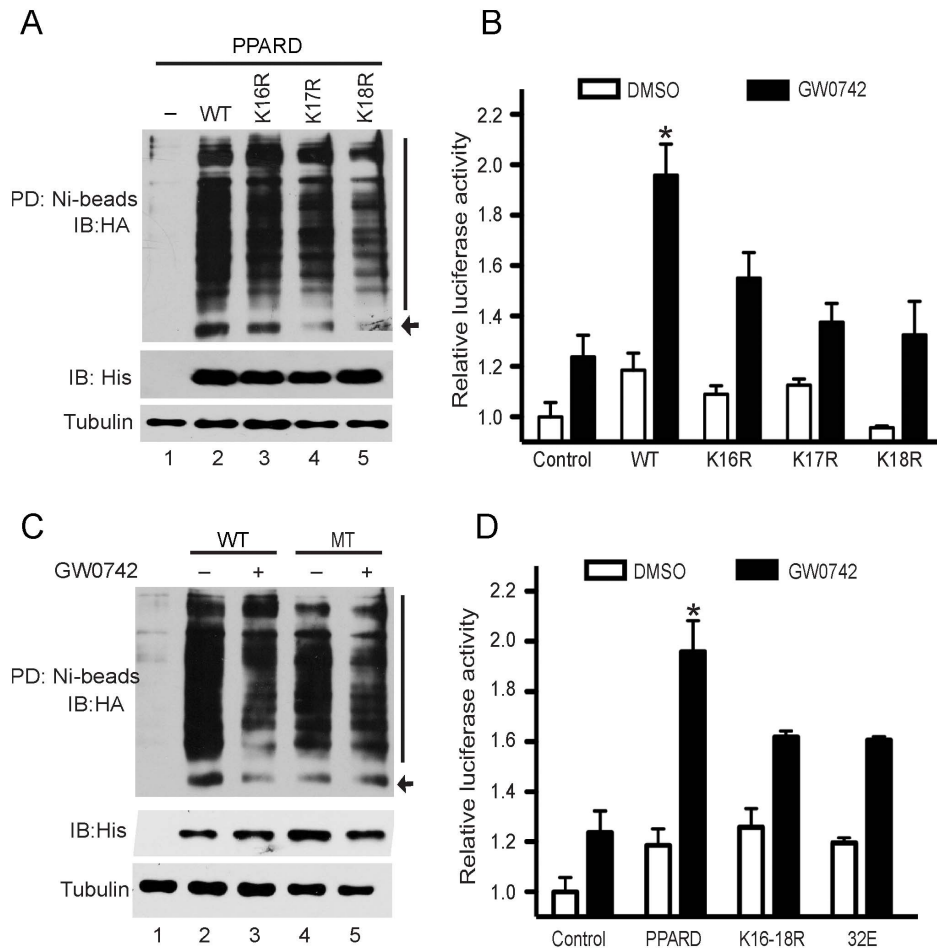 A
PPARD
– WT K16R K17R K18R
PD: Ni-beads
IB:HA
IB: His
Tubulin
1 2 3 4 5
B
DMSO GW0742
*
Relative luciferase activity
2.2
2.0
1.6
1.4
1.2
1.0
Control WT K16R K17R K18R
C
WT MT
GW0742 – + – +
PD: Ni-beads
IB:HA
IB:His
Tubulin
1 2 3 4 5
D
DMSO GW0742
*
Relative luciferase activity
2.2
2.0
1.6
1.4
1.2
1.0
Control PPARD K16-18R 32E